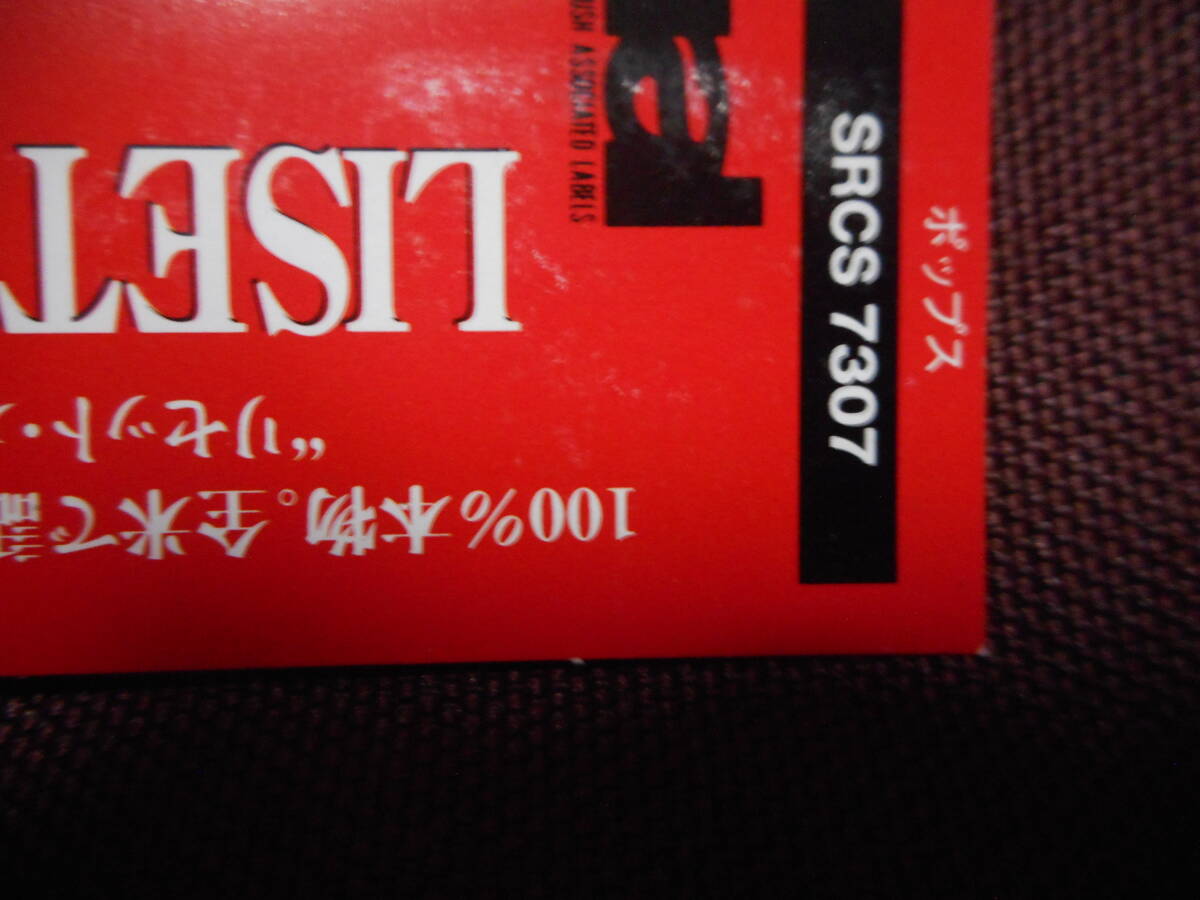 100%本物。全米で
“リセット・
LISET
ed
ASSOCIATED LABELS
SRCS 7307
ポップス